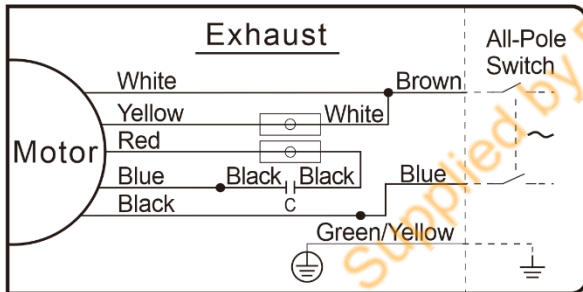 Exhaust
All-Pole
Switch
White
Brown
Yellow
White
Red
Motor
Blue
Black
Black
Blue
C
Black
Green/Yellow
Supplied by